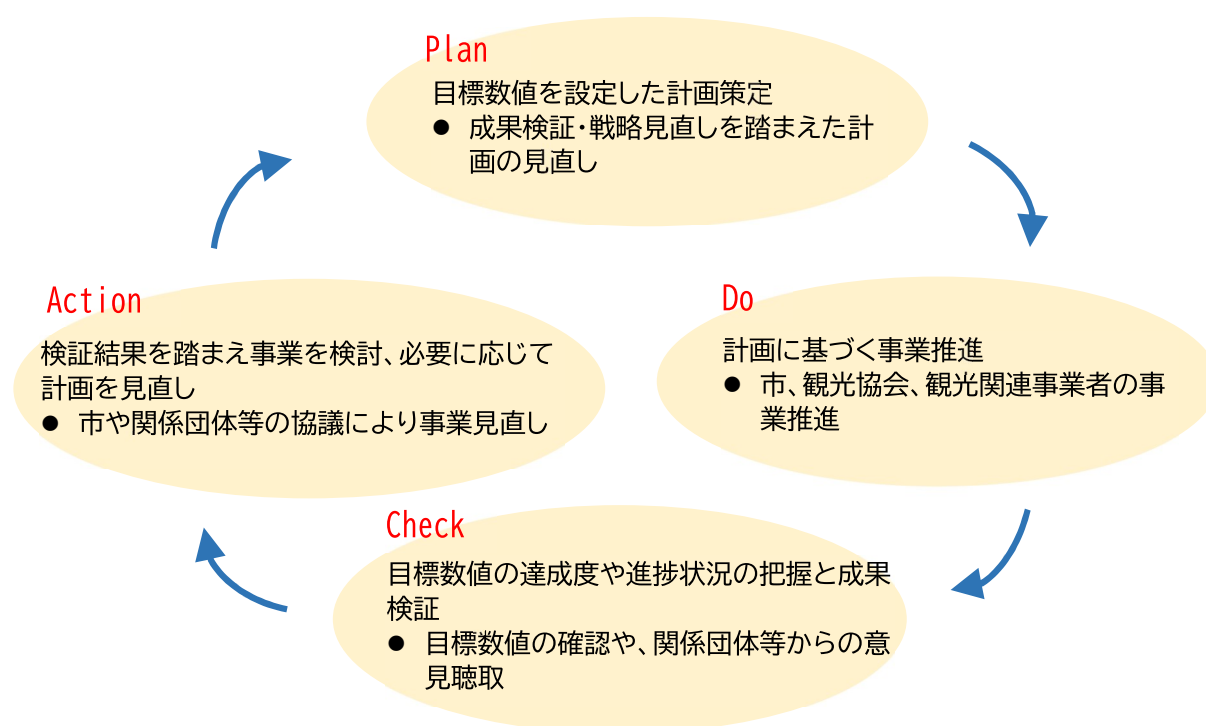 Plan
目標数値を設定した計画策定
● 成果検証・戦略見直しを踏まえた計
画の見直し
Action
検証結果を踏まえ事業を検討、必要に応じて
計画を見直し
● 市や関係団体等の協議により事業見直し
Do
計画に基づく事業推進
● 市、観光協会、観光関連事業者の事
業推進
Check
目標数値の達成度や進捗状況の把握と成果
検証
● 目標数値の確認や、関係団体等からの意
見聴取